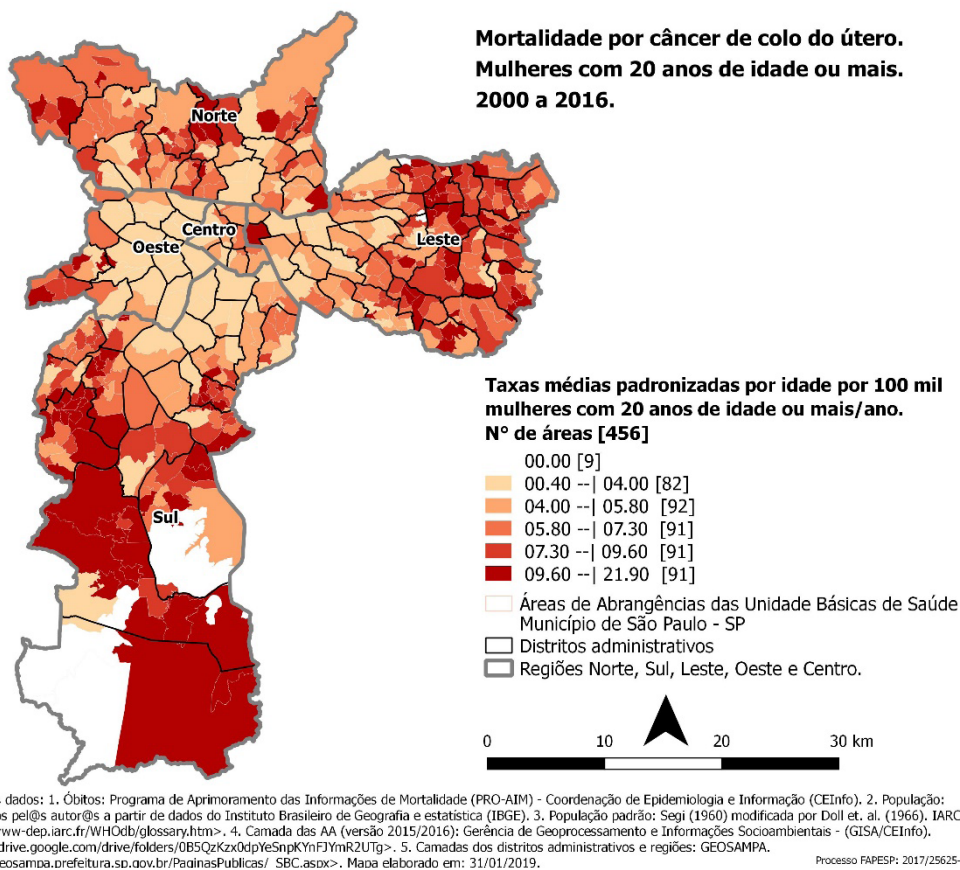 Mortalidade por câncer de colo do útero.
Mulheres com 20 anos de idade ou mais.
2000 a 2016.
Norte
Centro
Oeste
Leste
Sul
Taxas médias padronizadas por idade por 100 mil
mulheres com 20 anos de idade ou mais/ano.
N° de áreas [456]
00.00 [9]
00.40 --| 04.00 [82]
04.00 --| 05.80 [92]
05.80 --| 07.30 [91]
07.30 --| 09.60 [91]
09.60 --| 21.90 [91]
Áreas de Abrangências das Unidade Básicas de Saúde
Município de São Paulo - SP
Distritos administrativos
Regiões Norte, Sul, Leste, Oeste e Centro.
0 10 20 30 km
dados: 1. Óbitos: Programa de Aprimoramento das Informações de Mortalidade (PRO-AIM) - Coordenação de Epidemiologia e Informação (CEInfo). 2. População:
pel@s autor@s a partir de dados do Instituto Brasileiro de Geografia e estatística (IBGE). 3. População padrão: Segi (1960) modificada por Doll et. al. (1966). IARC
ww-dep.iarc.fr/WHOdb/glossary.htm>. 4. Camada das AA (versão 2015/2016): Gerência de Geoprocessamento e Informações Socioambientais - (GISA/CEInfo).
drive.google.com/drive/folders/0B5QzKzx0dpYeSnpKYnFJYmR2UTg>. 5. Camadas dos distritos administrativos e regiões: GEOSAMPA.
eosampa.prefeitura.sp.gov.br/PaginasPublicas/_SBC.aspx>. Mapa elaborado em: 31/01/2019.
Processo FAPESP: 2017/25625-